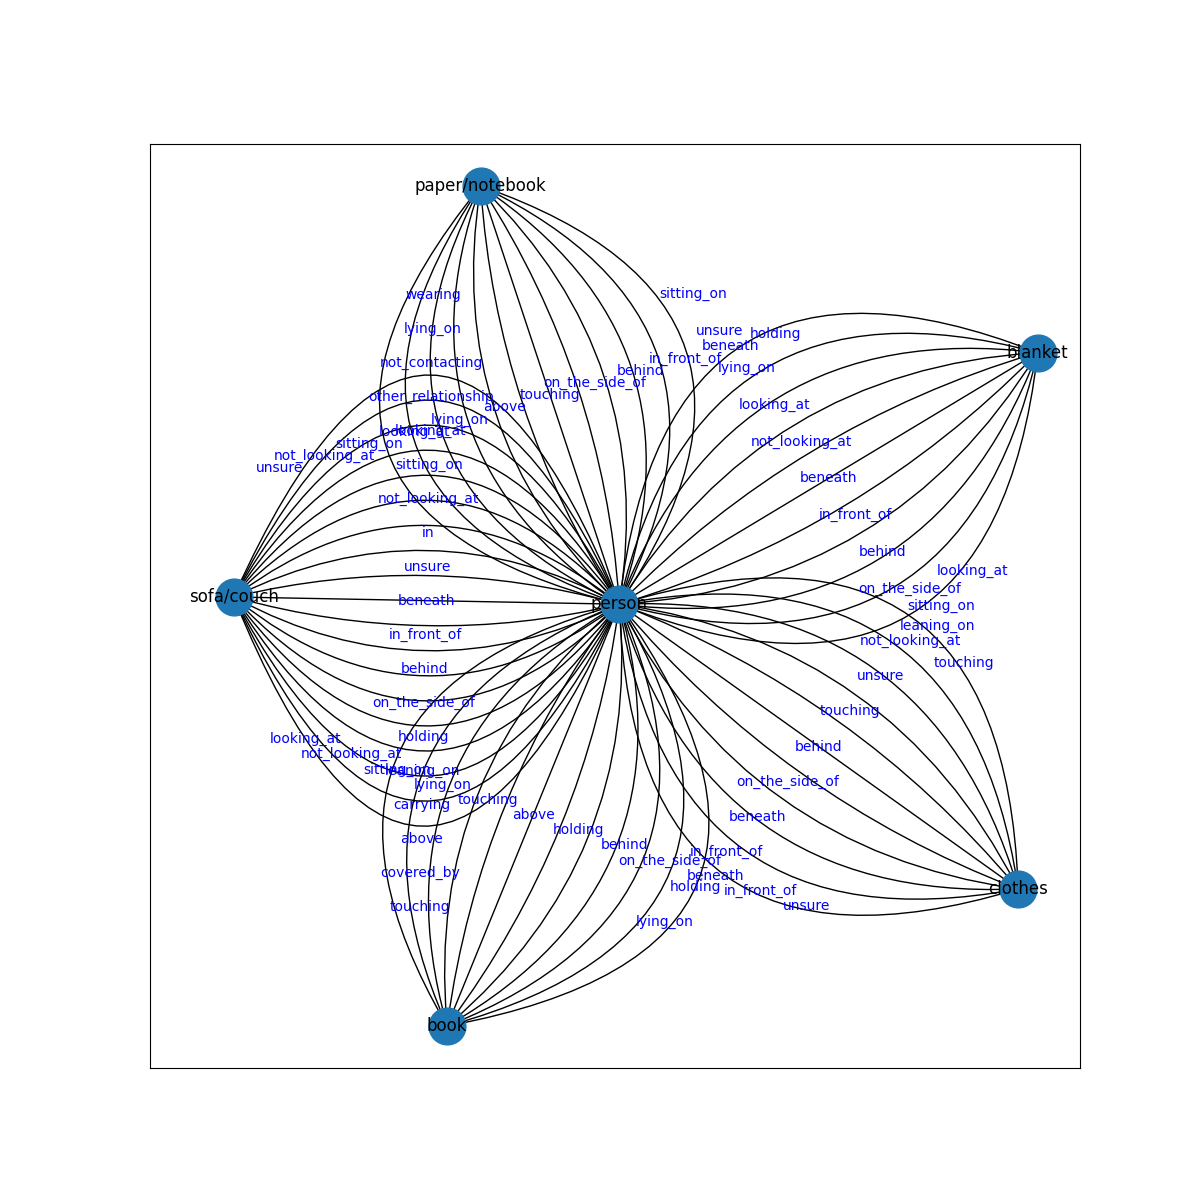 paper/notebook
sitting_on
wearing
lying_on
unsure
holding
beneath
blanket
in_front_of
not_contacting
lying_on
behind
on_the_side_of
touching
other_relationship
above
looking_at
lying_on
looking_at
looking_at
sitting_on
not_looking_at
not_looking_at
unsure
sitting_on
beneath
not_looking_at
in_front_of
in
behind
unsure
looking_at
on_the_side_of
sofa/couch
beneath
person
sitting_on
leaning_on
in_front_of
not_looking_at
touching
behind
unsure
on_the_side_of
touching
holding
looking_at
behind
not_looking_at
sitting_on
leaning_on
on_the_side_of
lying_on
touching
carrying
above
beneath
holding
above
behind
in_front_of
on_the_side_of
covered_by
beneath
holding
in_front_of
clothes
touching
unsure
lying_on
book